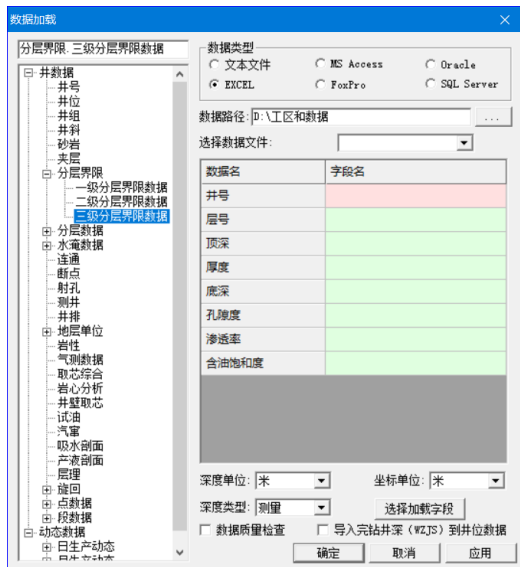 数据加载
分层界限.三级分层界限数据
井数据
井号
井位
井组
井斜
砂岩
夹层
分层界限
一级分层界限数据
二级分层界限数据
三级分层界限数据
分层数据
水淹数据
连通
断点
射孔
测井
井排
地层单位
岩性
气测数据
取芯综合
岩心分析
井壁取芯
试油
汽窜
吸水剖面
产液剖面
层理
旋回
点数据
段数据
动态数据
日生产动态
数据类型
文本文件 MS Access Oracle
EXCEL FoxPro SQL Server
数据路径: D:\工区和数据 ...
选择数据文件:
数据名 字段名
井号
层号
顶深
厚度
底深
孔隙度
渗透率
含油饱和度
深度单位: 米 坐标单位: 米
深度类型: 测量 选择加载字段
数据质量检查 导入完钻井深（WZJS）到井位数据
确定 取消 应用